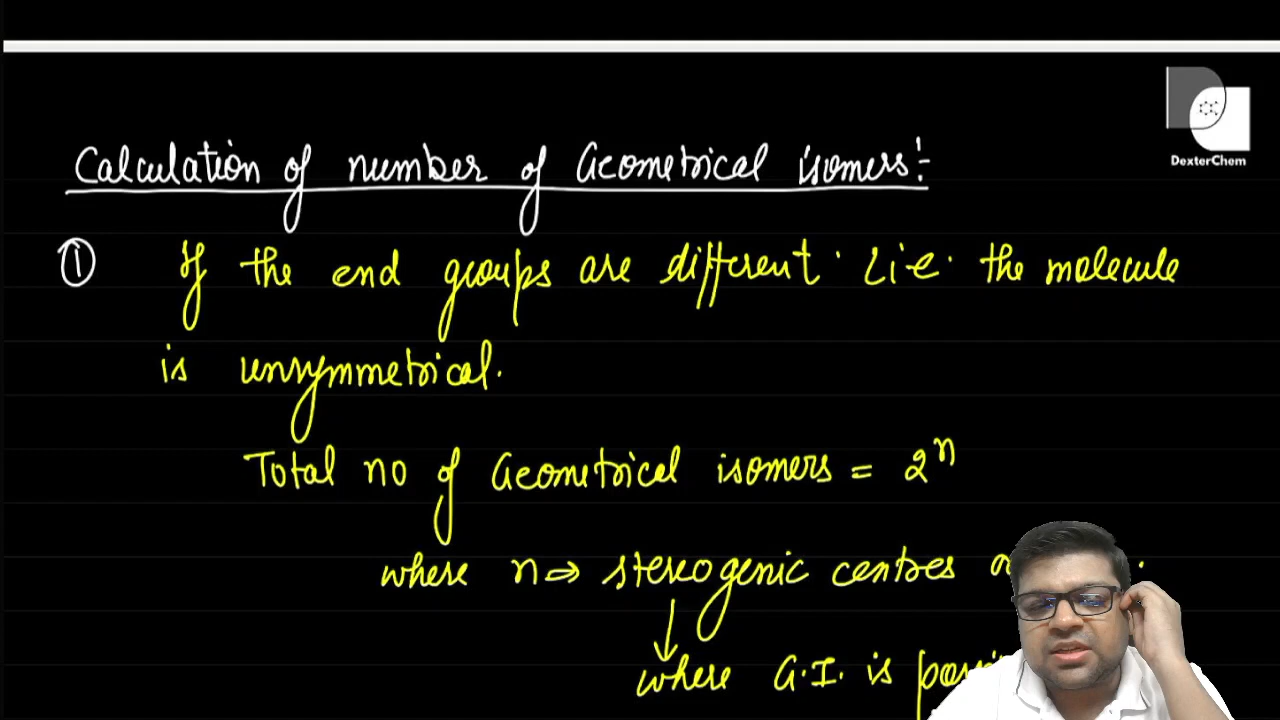 DexterChem
Calculation of number of Geometrical isomers:-
① If the end groups are different. i.e. the molecule
is unsymmetrical.
Total no of Geometrical isomers = 2ⁿ
where n ⇒ stereogenic centres
↓
where G.I. is